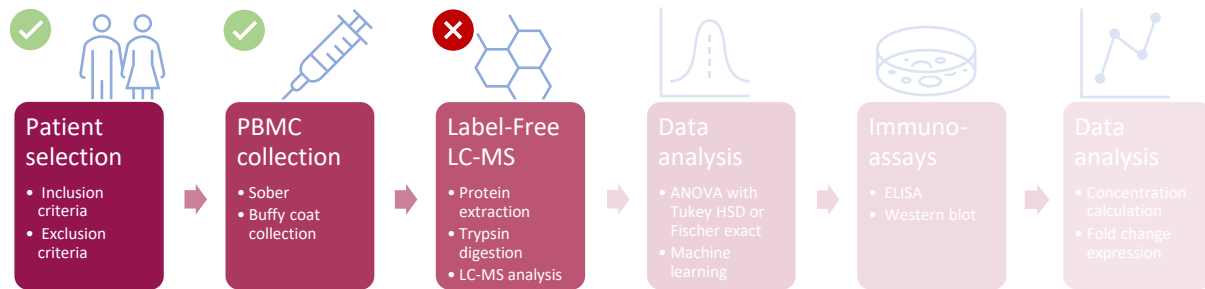 Patient
selection
• Inclusion
criteria
• Exclusion
criteria
PBMC
collection
• Sober
• Buffy coat
collection
Label-Free
LC-MS
• Protein
extraction
• Trypsin
digestion
• LC-MS analysis
Data
analysis
• ANOVA with
Tukey HSD or
Fischer exact
• Machine
learning
Immuno-
assays
• ELISA
• Western blot
Data
analysis
• Concentration
calculation
• Fold change
expression